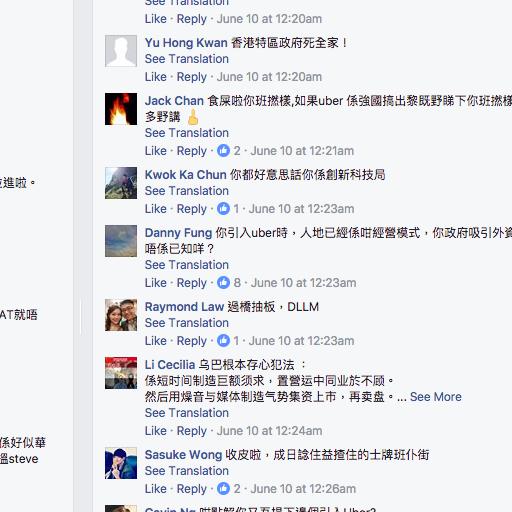 See Translation
Like · Reply · June 10 at 12:20am
Yu Hong Kwan 香港特區政府死全家！
See Translation
Like · Reply · June 10 at 12:20am
Jack Chan 食屎啦你班撚樣,如果uber 係強國搞出黎既野睇下你班撚樣
多野講 👆
See Translation
Like · Reply · 2 · June 10 at 12:21am
Kwok Ka Chun 你都好意思話你係創新科技局
See Translation
Like · Reply · 1 · June 10 at 12:23am
Danny Fung 你引入uber時，人地已經係咁經營模式，你政府吸引外資
唔係已知咩？
See Translation
Like · Reply · 8 · June 10 at 12:23am
Raymond Law 過橋抽板，DLLM
See Translation
Like · Reply · 1 · June 10 at 12:23am
Li Cecilia 乌巴根本存心犯法 ：
係短时间制造巨额须求，置營运中同业於不顾。
然后用燥音与媒体制造气势集资上市，再卖盘。... See More
See Translation
Like · Reply · June 10 at 12:24am
Sasuke Wong 收皮啦，成日諗住益揸住的士牌班仆街
See Translation
Like · Reply · 2 · June 10 at 12:26am
進啦。
AT就唔
係好似華
steve